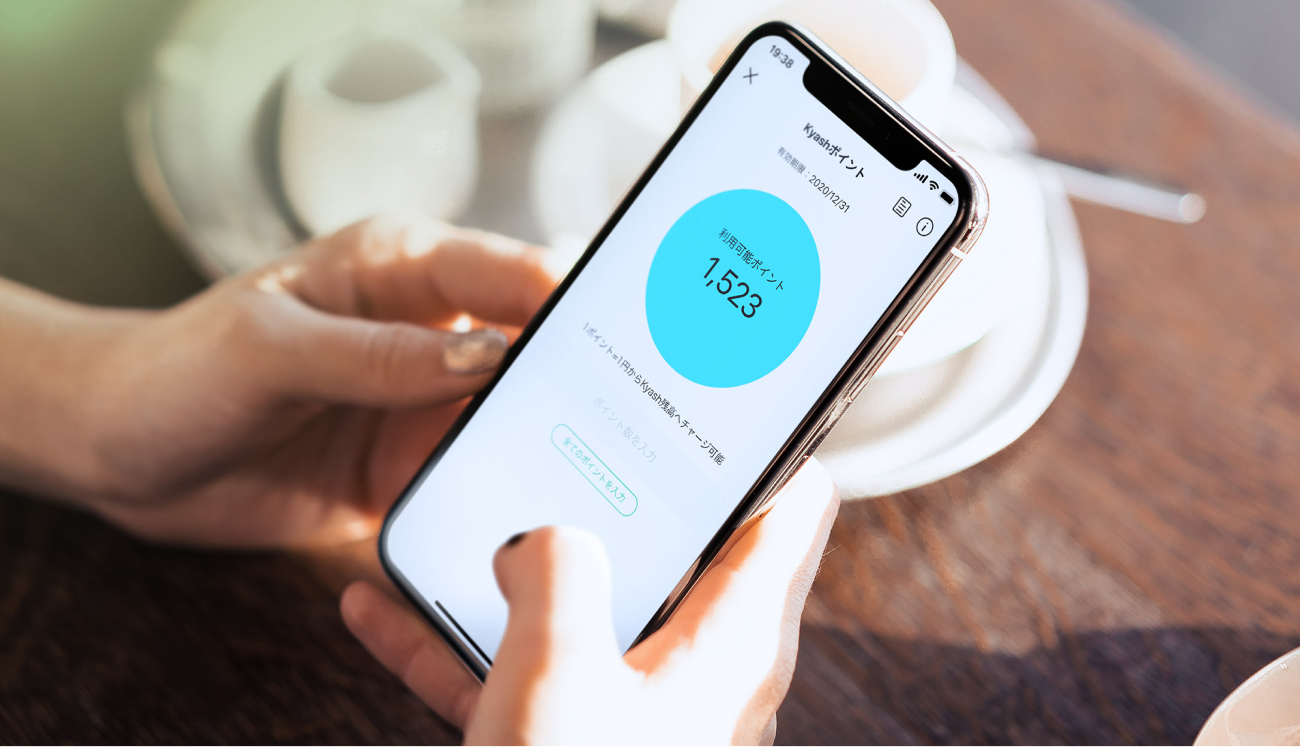 19:38
Kyashポイント
有効期限：2020/12/31
利用可能ポイント
1,523
1ポイント=1円からKyash残高へチャージ可能
ポイント数を入力
全てのポイントを入力